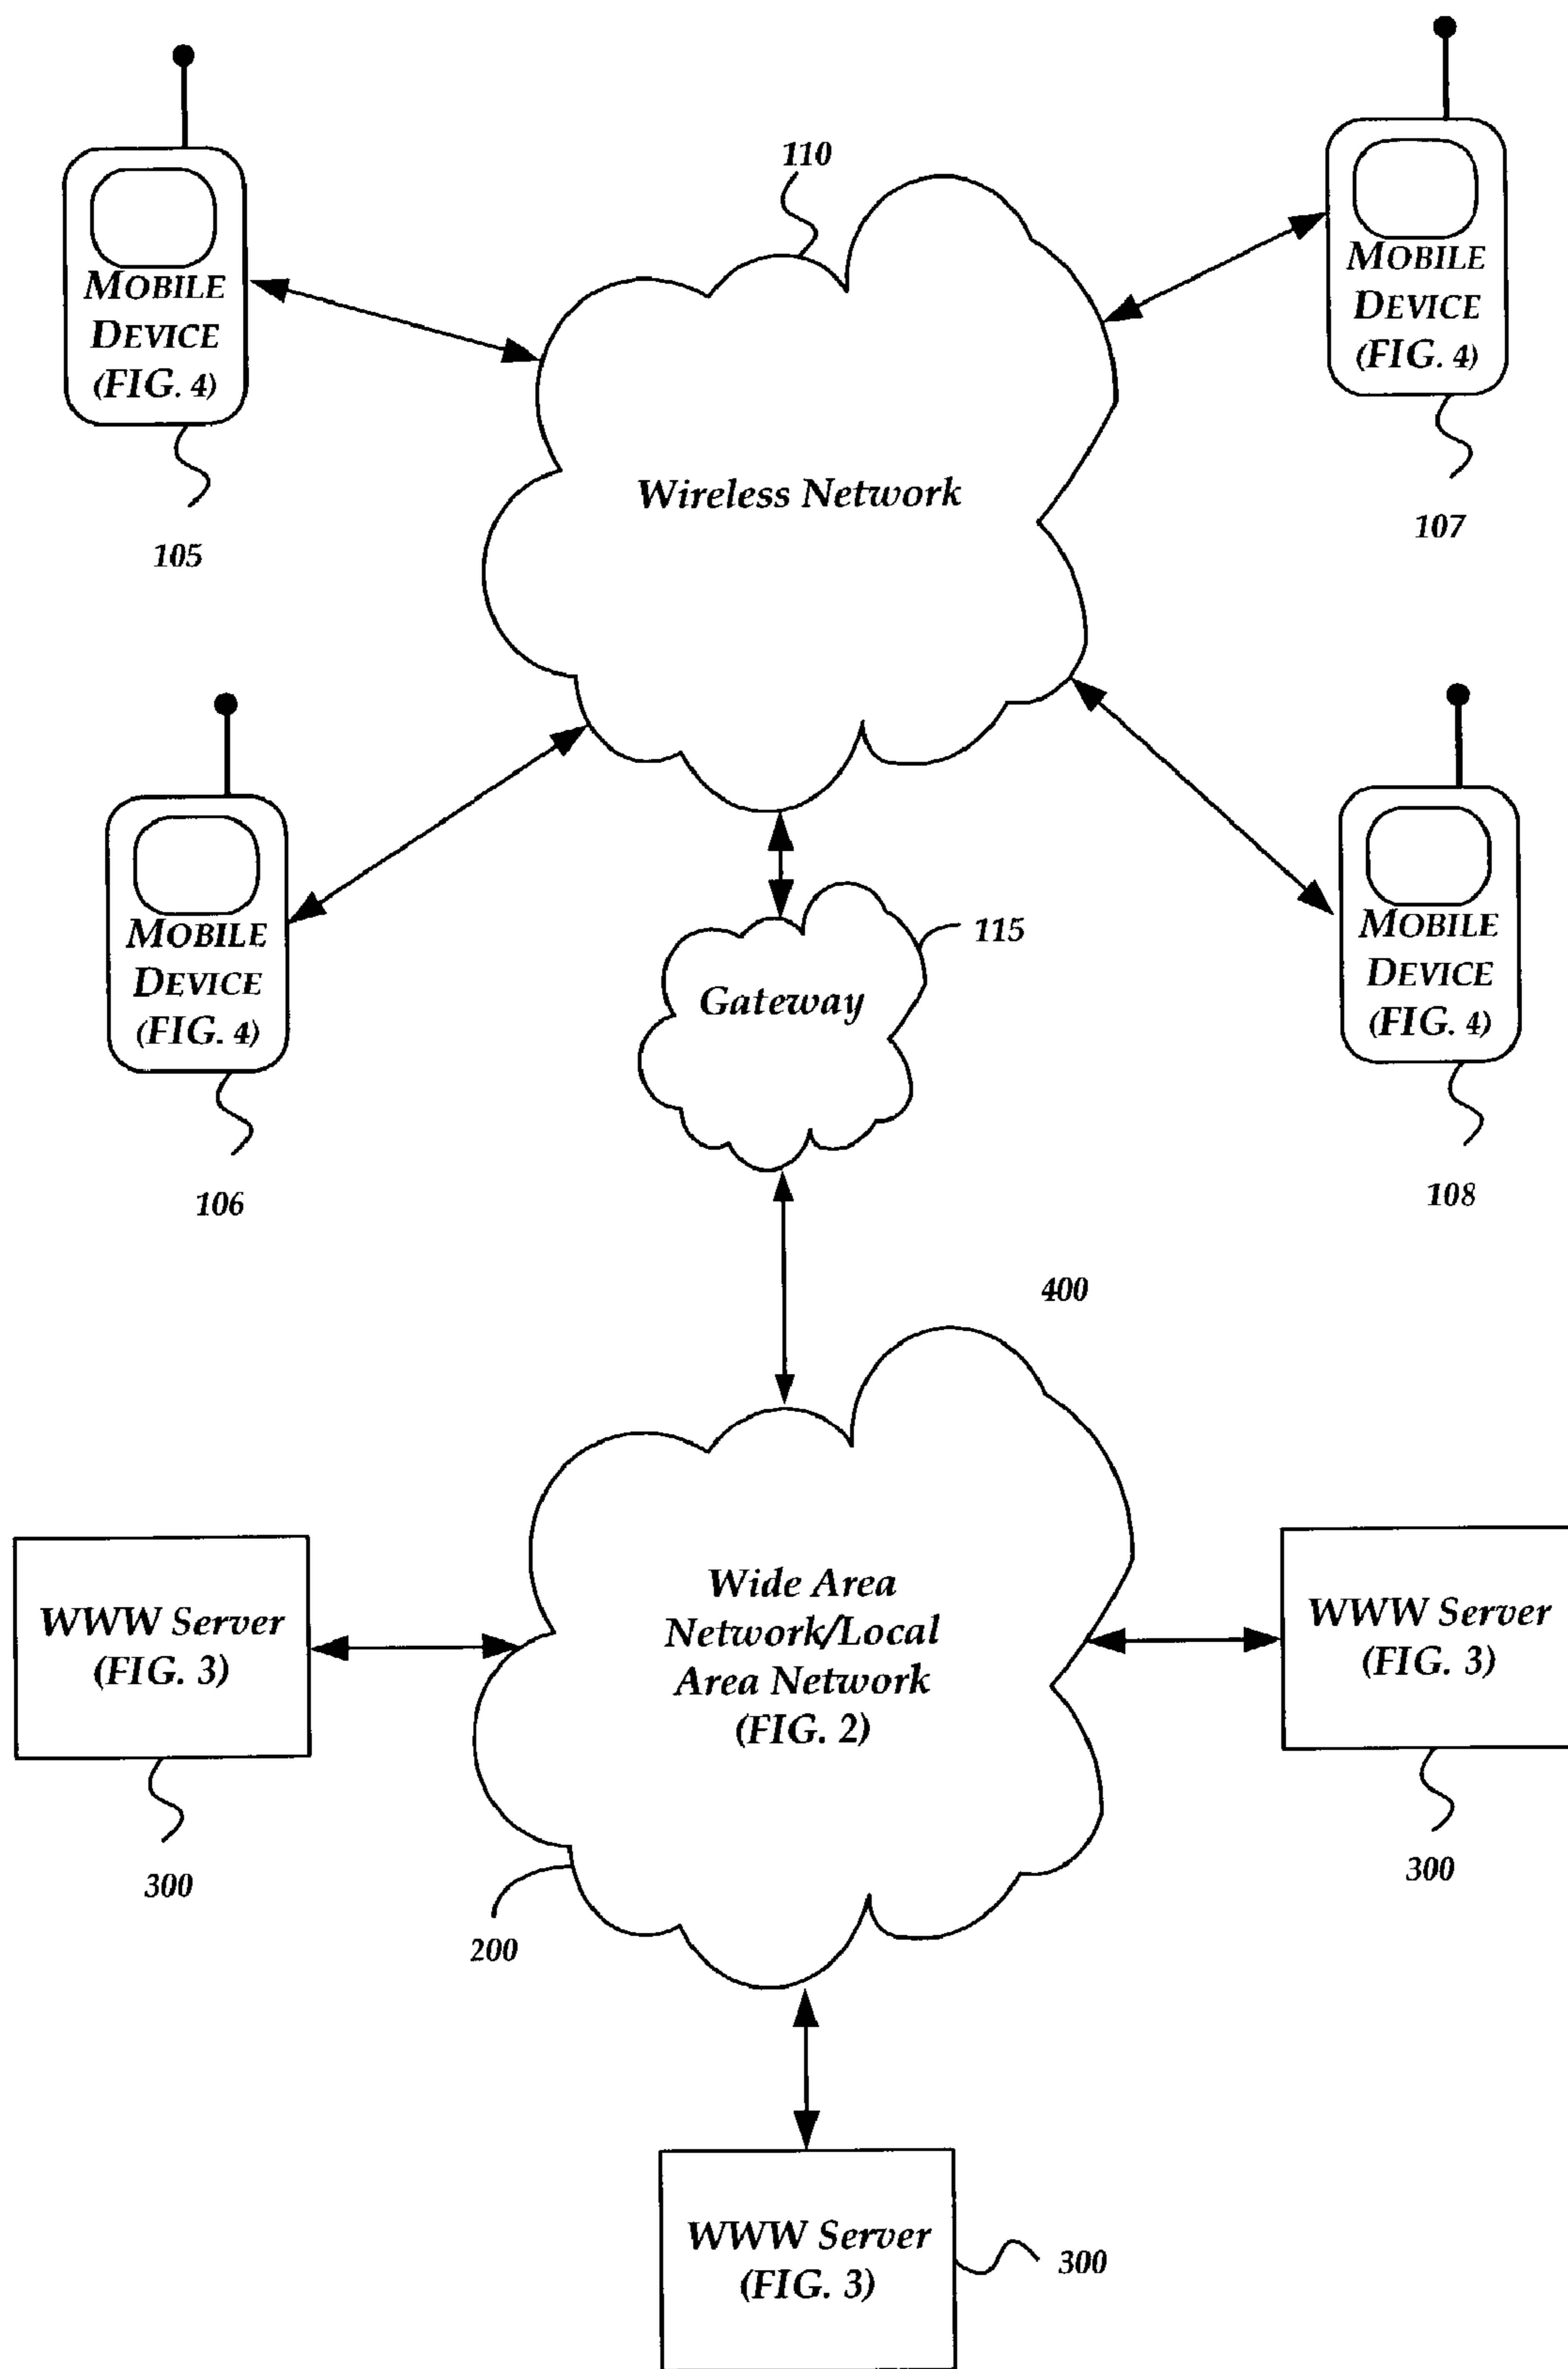 110
MOBILE
DEVICE
(FIG. 4)
105
MOBILE
DEVICE
(FIG. 4)
107
Wireless Network
MOBILE
DEVICE
(FIG. 4)
106
MOBILE
DEVICE
(FIG. 4)
108
115
Gateway
400
Wide Area
Network/Local
Area Network
(FIG. 2)
200
WWW Server
(FIG. 3)
300
WWW Server
(FIG. 3)
300
WWW Server
(FIG. 3)
300